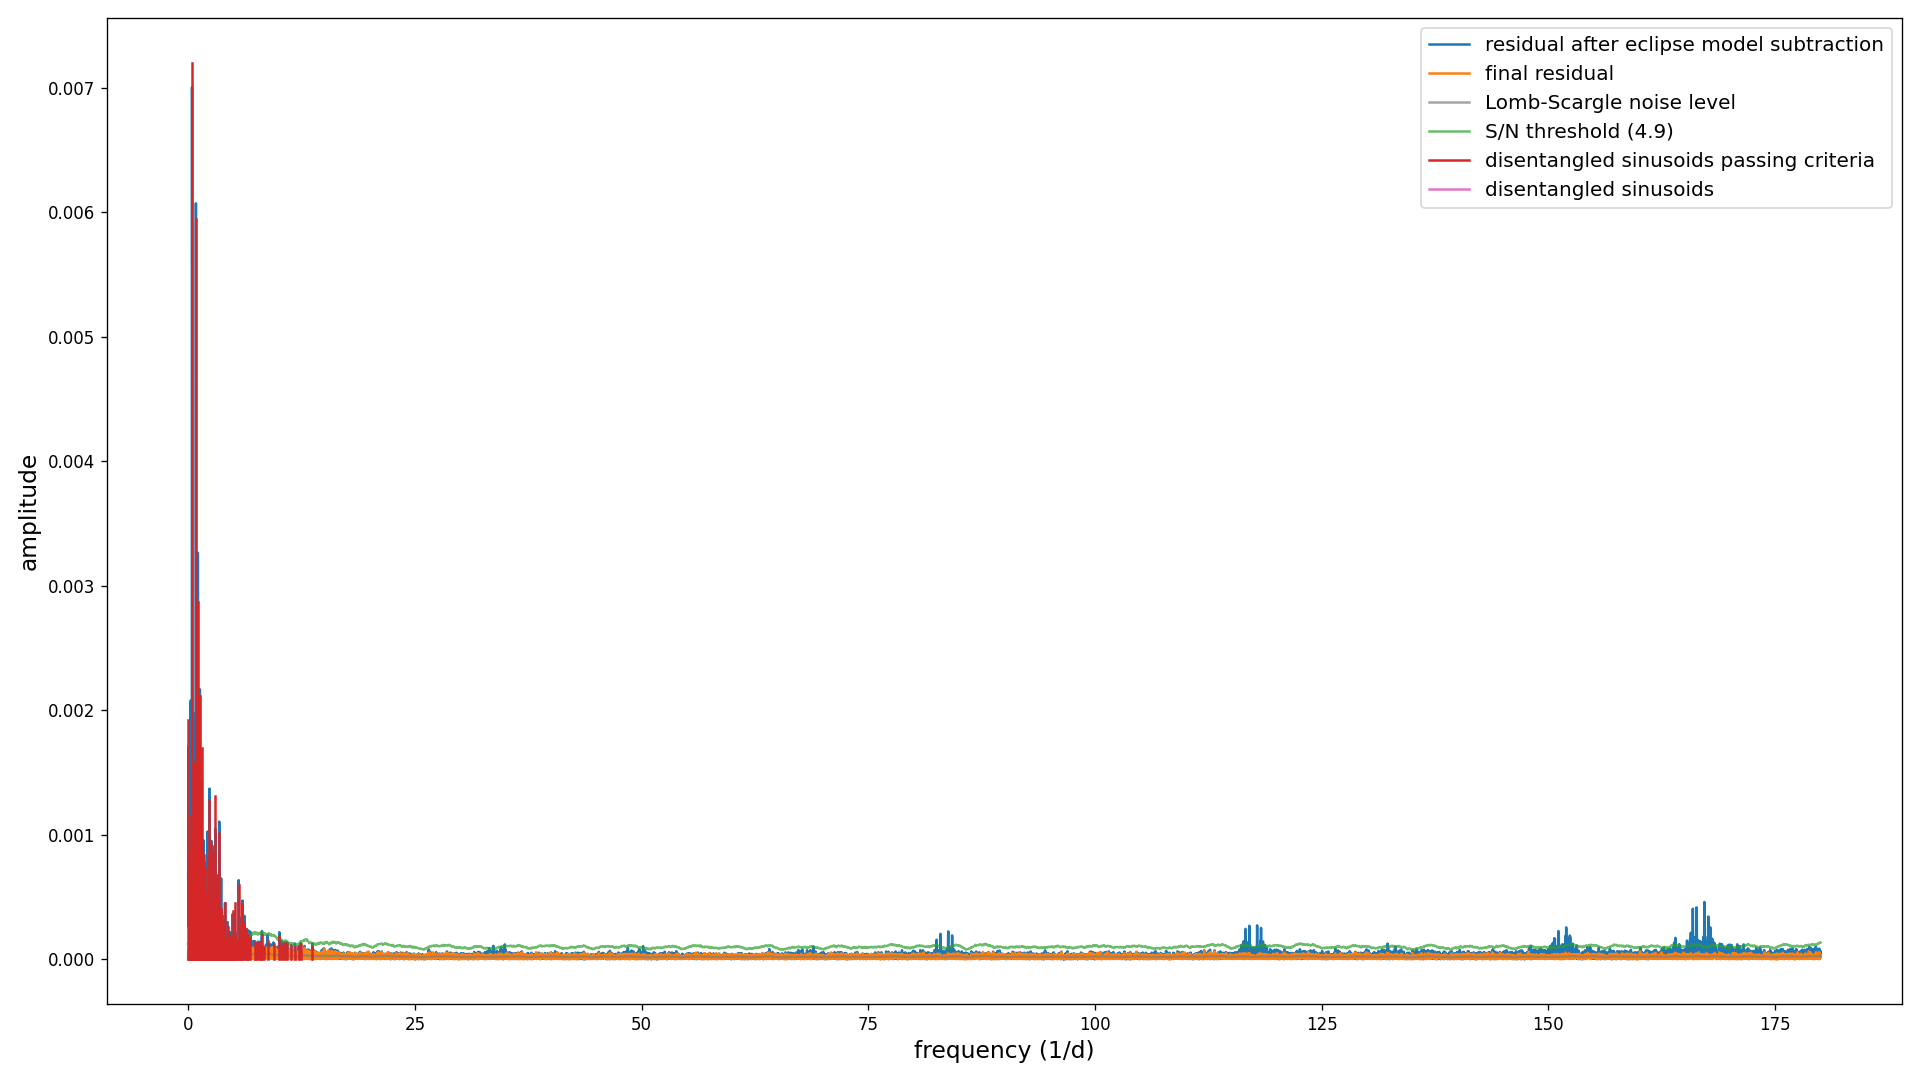 residual after eclipse model subtraction
final residual
Lomb-Scargle noise level
S/N threshold (4.9)
disentangled sinusoids passing criteria
disentangled sinusoids
amplitude
0.007
0.006
0.005
0.004
0.003
0.002
0.001
0.000
0 25 50 75 100 125 150 175
frequency (1/d)